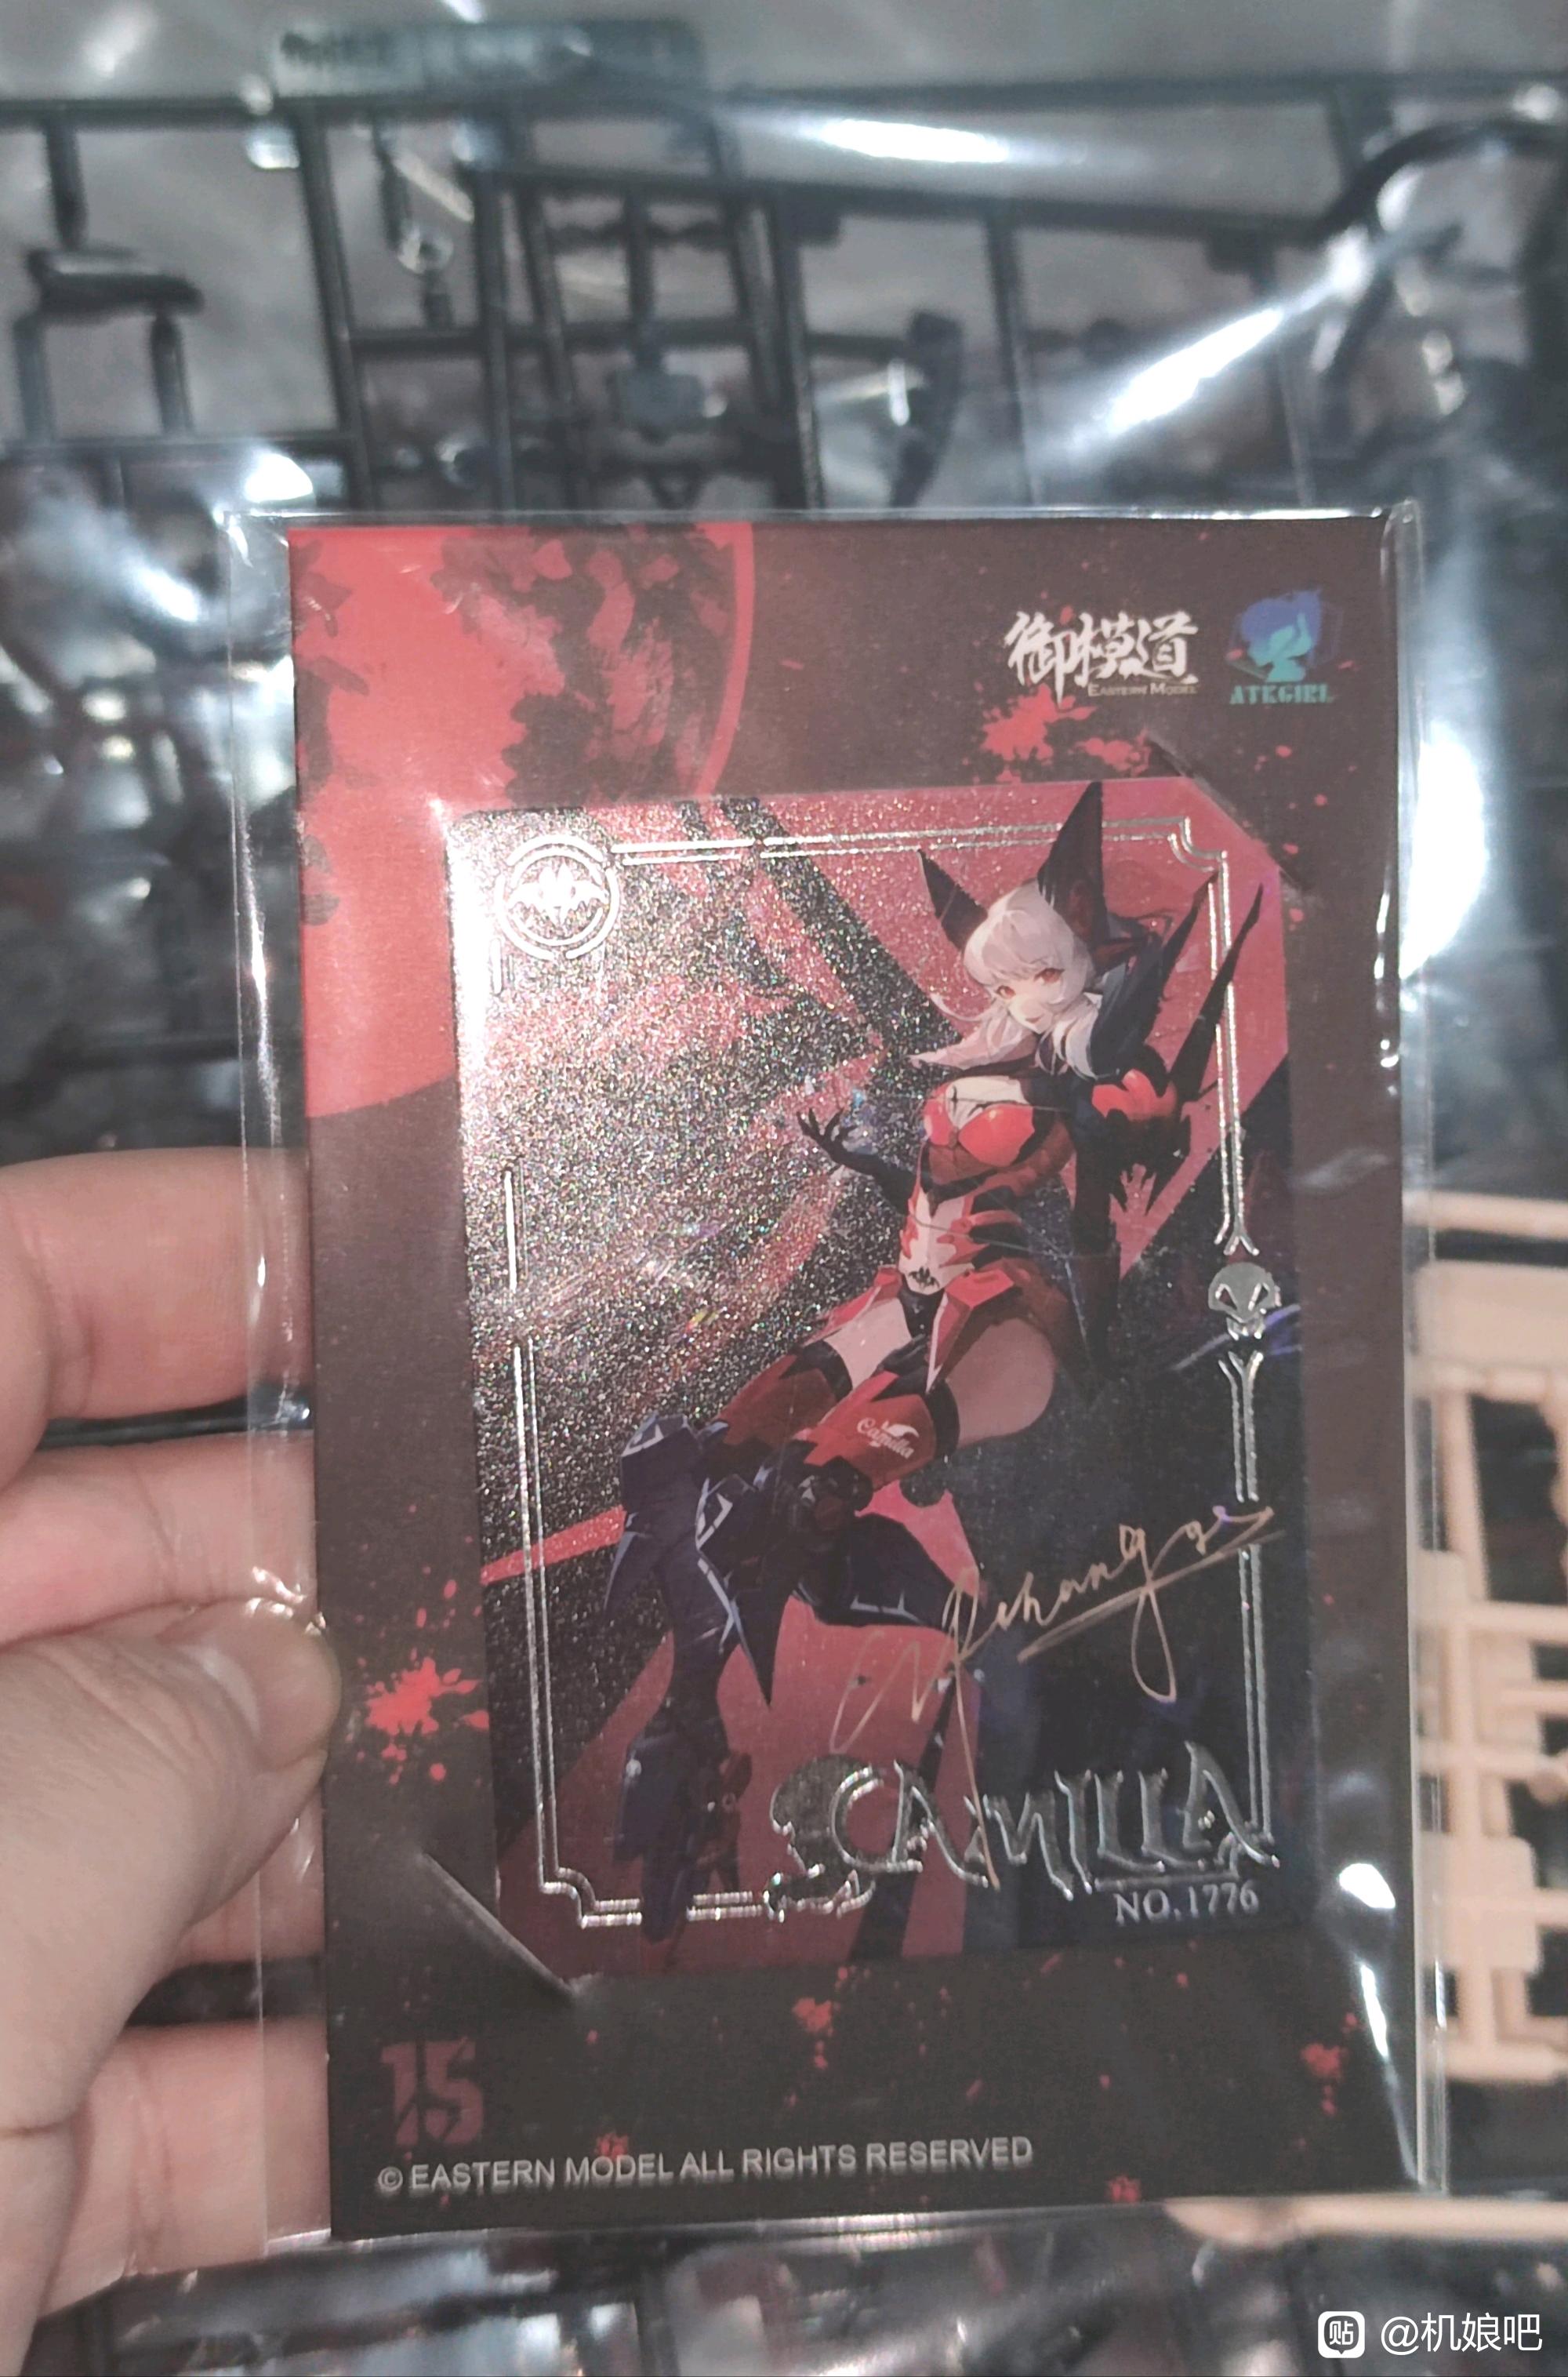 御模道
EASTERN MODEL
ATKGIRL
Camilla
CAMILLA
NO.1776
15
© EASTERN MODEL ALL RIGHTS RESERVED
贴 @机娘吧